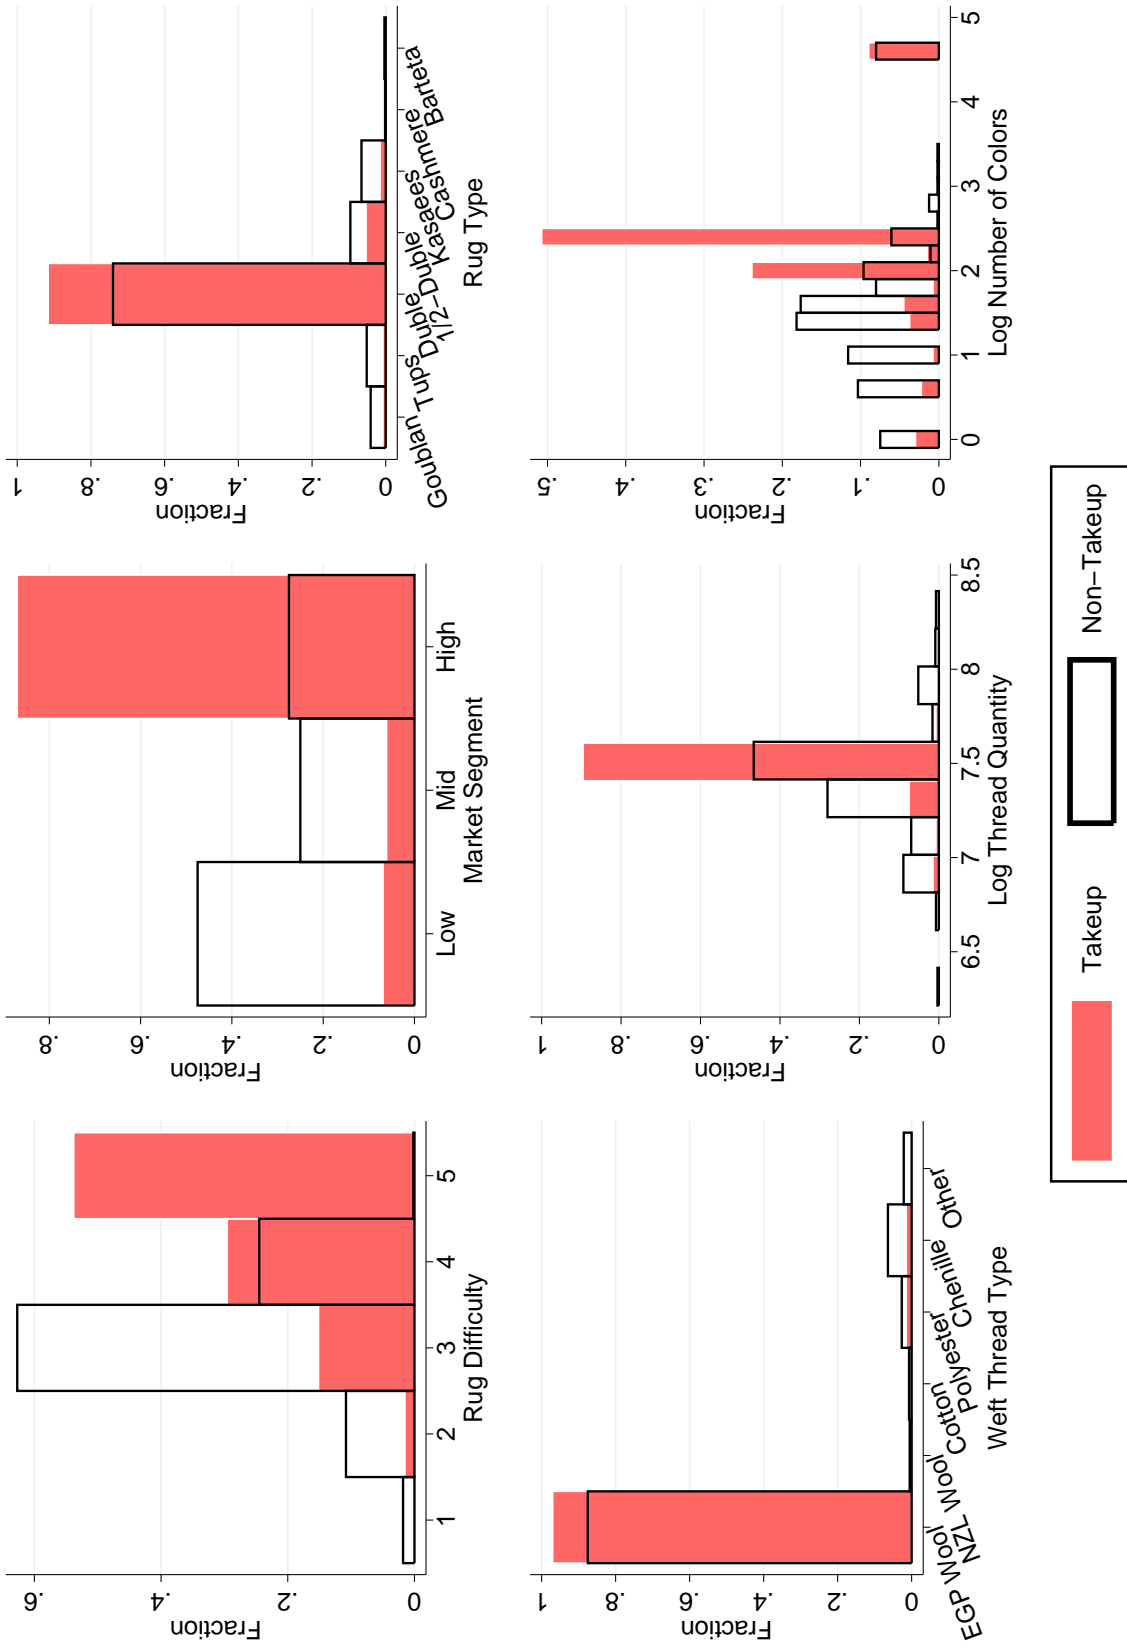 .6
.4
.2
0
Fraction
1
2
3
4
5
Rug Difficulty
.8
.6
.4
.2
0
Fraction
Low
Mid
High
Market Segment
1
.8
.6
.4
.2
0
Fraction
Goublan
Tups
Duble
1/2−Duble
Kasaees
Cashmere
Barteta
Rug Type
1
.8
.6
.4
.2
0
Fraction
EGP Wool
NZL Wool
Cotton
Polyester
Chenille
Other
Weft Thread Type
1
.8
.6
.4
.2
0
Fraction
6.5
7
7.5
8
8.5
Log Thread Quantity
.5
.4
.3
.2
.1
0
Fraction
0
1
2
3
4
5
Log Number of Colors
Takeup
Non−Takeup